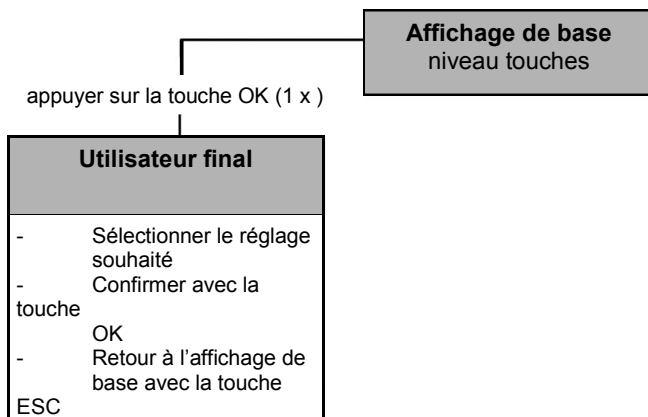 Affichage de base
niveau touches
appuyer sur la touche OK (1 x )
Utilisateur final
- Sélectionner le réglage
souhaité
- Confirmer avec la
touche
OK
- Retour à l’affichage de
base avec la touche
ESC